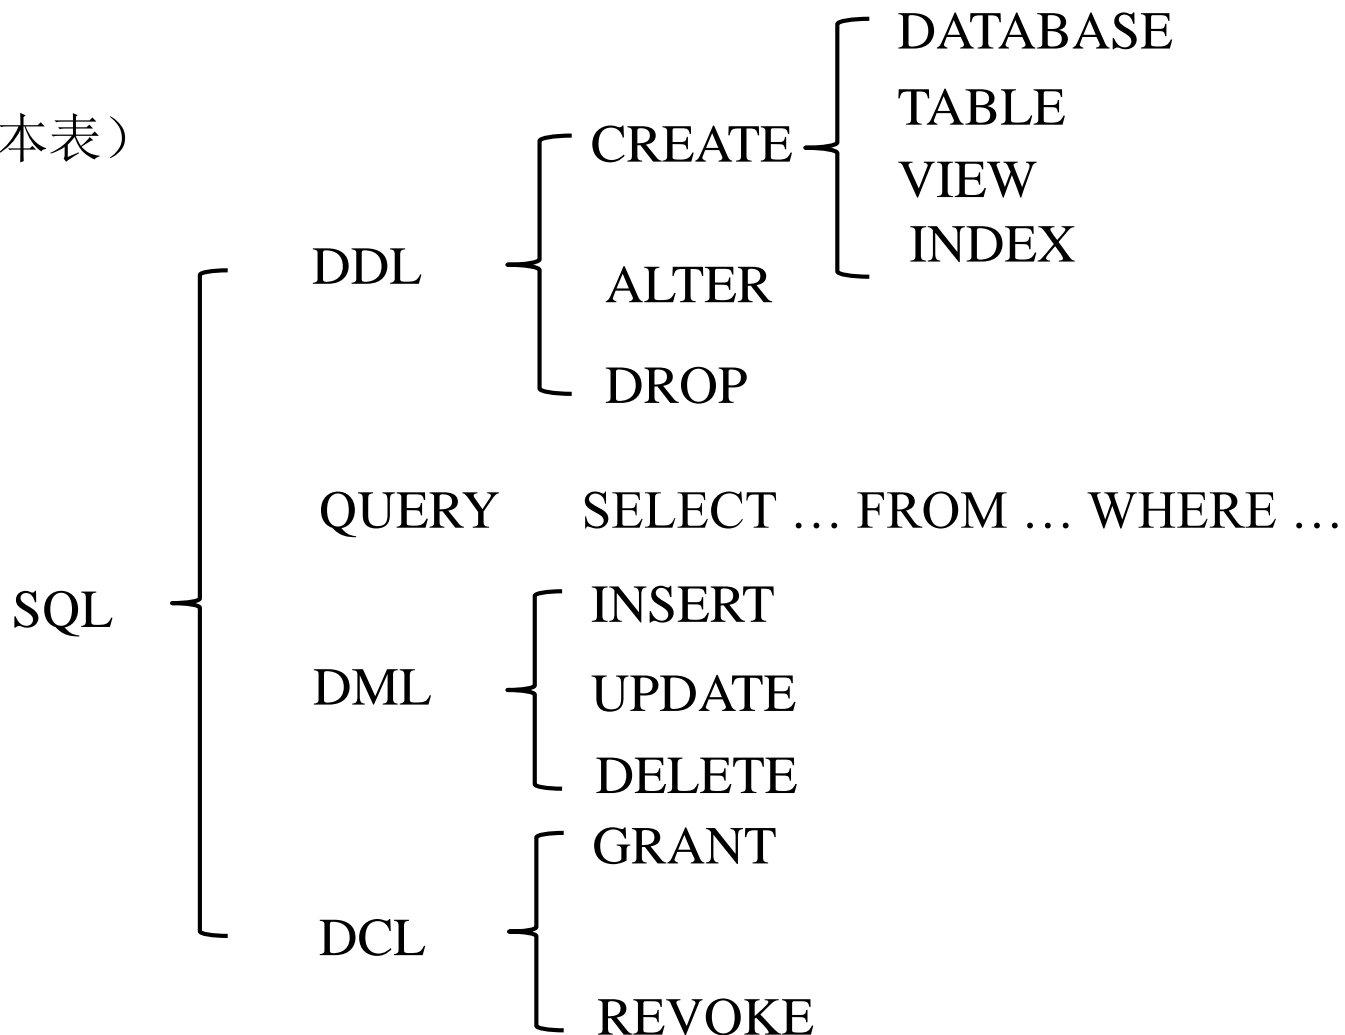 DATABASE
本表）
TABLE
CREATE
VIEW
INDEX
DDL
ALTER
DROP
QUERY SELECT … FROM … WHERE …
SQL
INSERT
DML
UPDATE
DELETE
GRANT
DCL
REVOKE